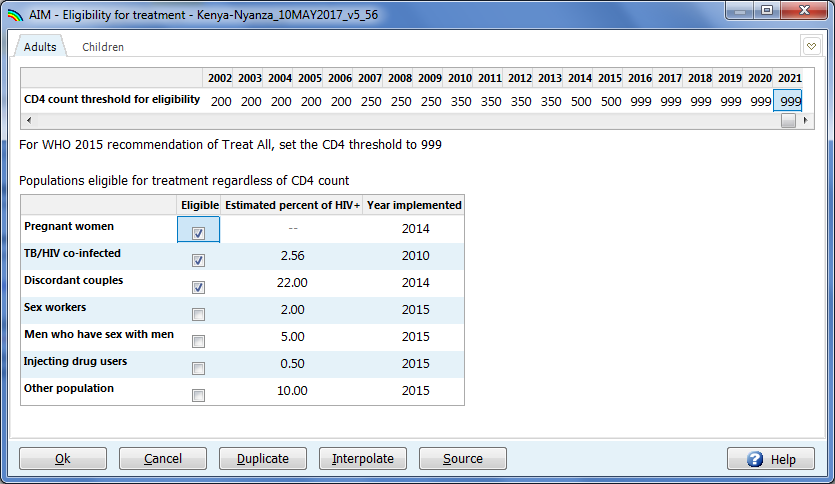 AIM - Eligibility for treatment - Kenya-Nyanza_10MAY2017_v5_56
Adults Children
2002 2003 2004 2005 2006 2007 2008 2009 2010 2011 2012 2013 2014 2015 2016 2017 2018 2019 2020 2021
CD4 count threshold for eligibility 200 200 200 200 200 250 250 250 350 350 350 350 500 500 999 999 999 999 999 999
For WHO 2015 recommendation of Treat All, set the CD4 threshold to 999
Populations eligible for treatment regardless of CD4 count
Eligible Estimated percent of HIV+ Year implemented
Pregnant women -- 2014
TB/HIV co-infected 2.56 2010
Discordant couples 22.00 2014
Sex workers 2.00 2015
Men who have sex with men 5.00 2015
Injecting drug users 0.50 2015
Other population 10.00 2015
Ok Cancel Duplicate Interpolate Source Help